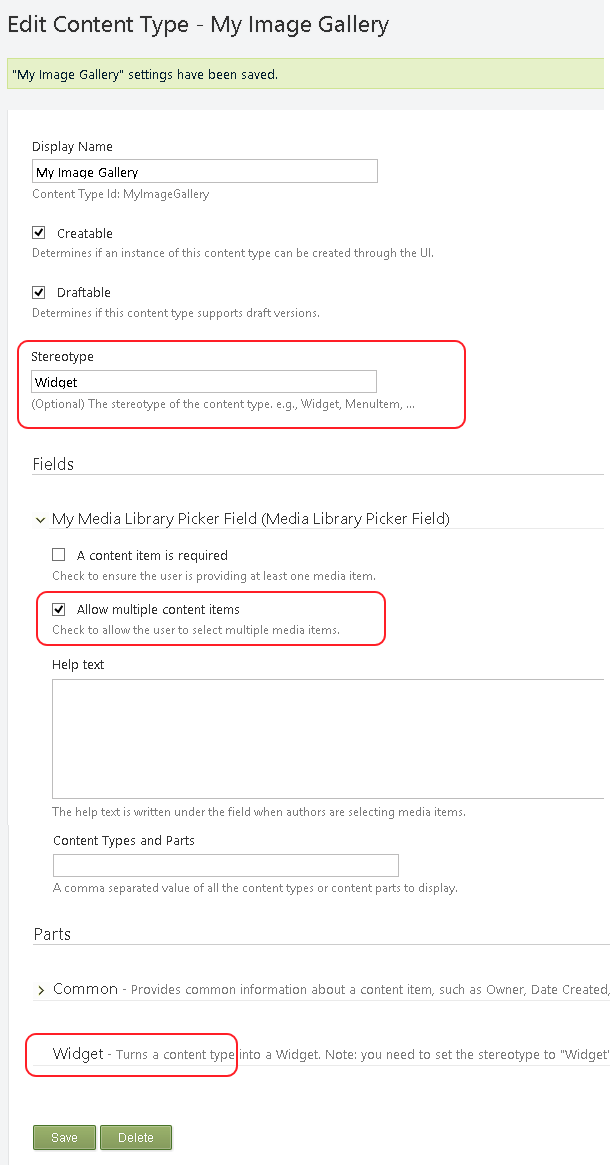 Edit Content Type - My Image Gallery
"My Image Gallery" settings have been saved.
Display Name
My Image Gallery
Content Type Id: MyImageGallery
Creatable
Determines if an instance of this content type can be created through the UI.
Draftable
Determines if this content type supports draft versions.
Stereotype
Widget
(Optional) The stereotype of the content type. e.g., Widget, MenuItem, ...
Fields
My Media Library Picker Field (Media Library Picker Field)
A content item is required
Check to ensure the user is providing at least one media item.
Allow multiple content items
Check to allow the user to select multiple media items.
Help text
The help text is written under the field when authors are selecting media items.
Content Types and Parts
A comma separated value of all the content types or content parts to display.
Parts
Common - Provides common information about a content item, such as Owner, Date Created,
Widget - Turns a content type into a Widget. Note: you need to set the stereotype to "Widget"
Save Delete